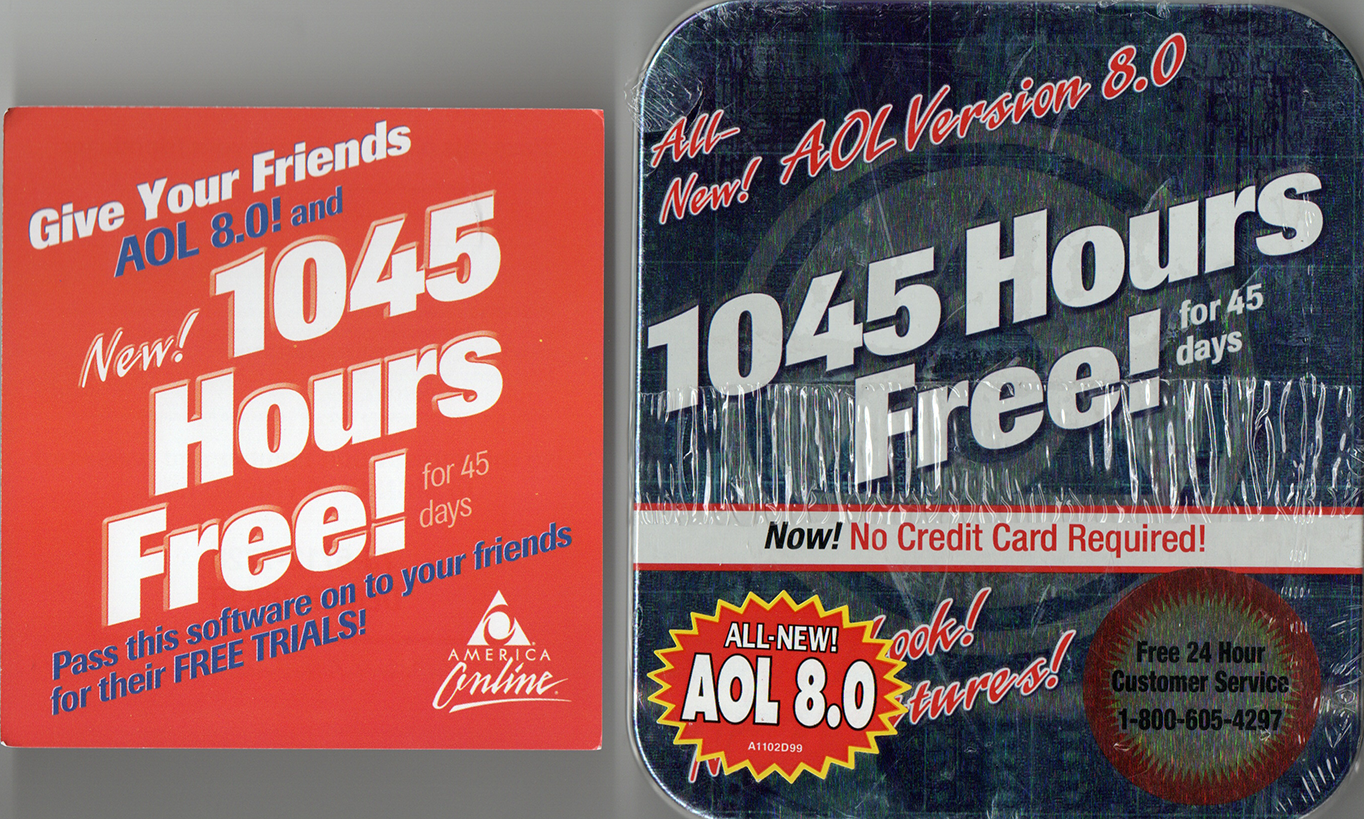 Give Your Friends
AOL 8.0! and
New! 1045
Hours
Free! for 45
days
Pass this software on to your friends
for their FREE TRIALS!
AMERICA
Online
All-
New! AOL Version 8.0
1045 Hours
Free! for 45
days
Now! No Credit Card Required!
ook!
tures!
ALL-NEW!
AOL 8.0
A1102D99
Free 24 Hour
Customer Service
1-800-605-4297